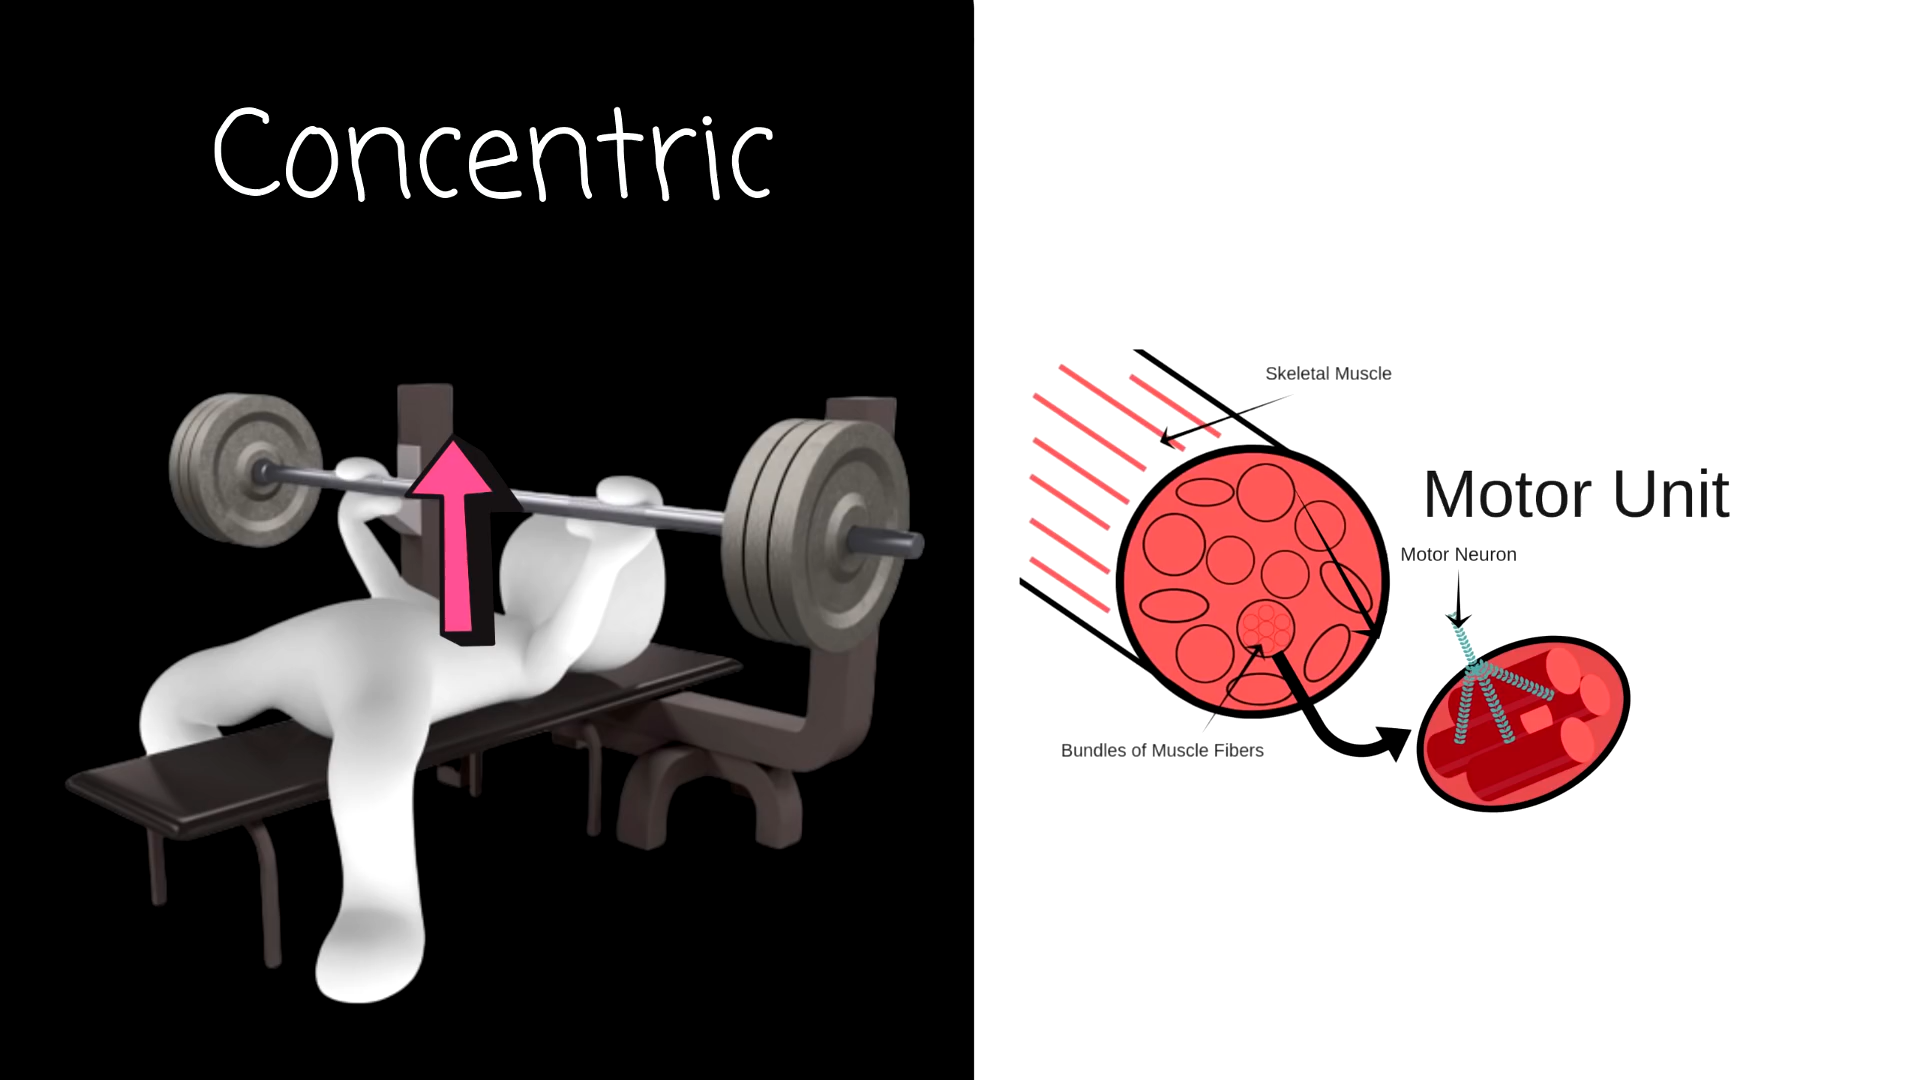 Concentric
Skeletal Muscle
Motor Unit
Motor Neuron
Bundles of Muscle Fibers